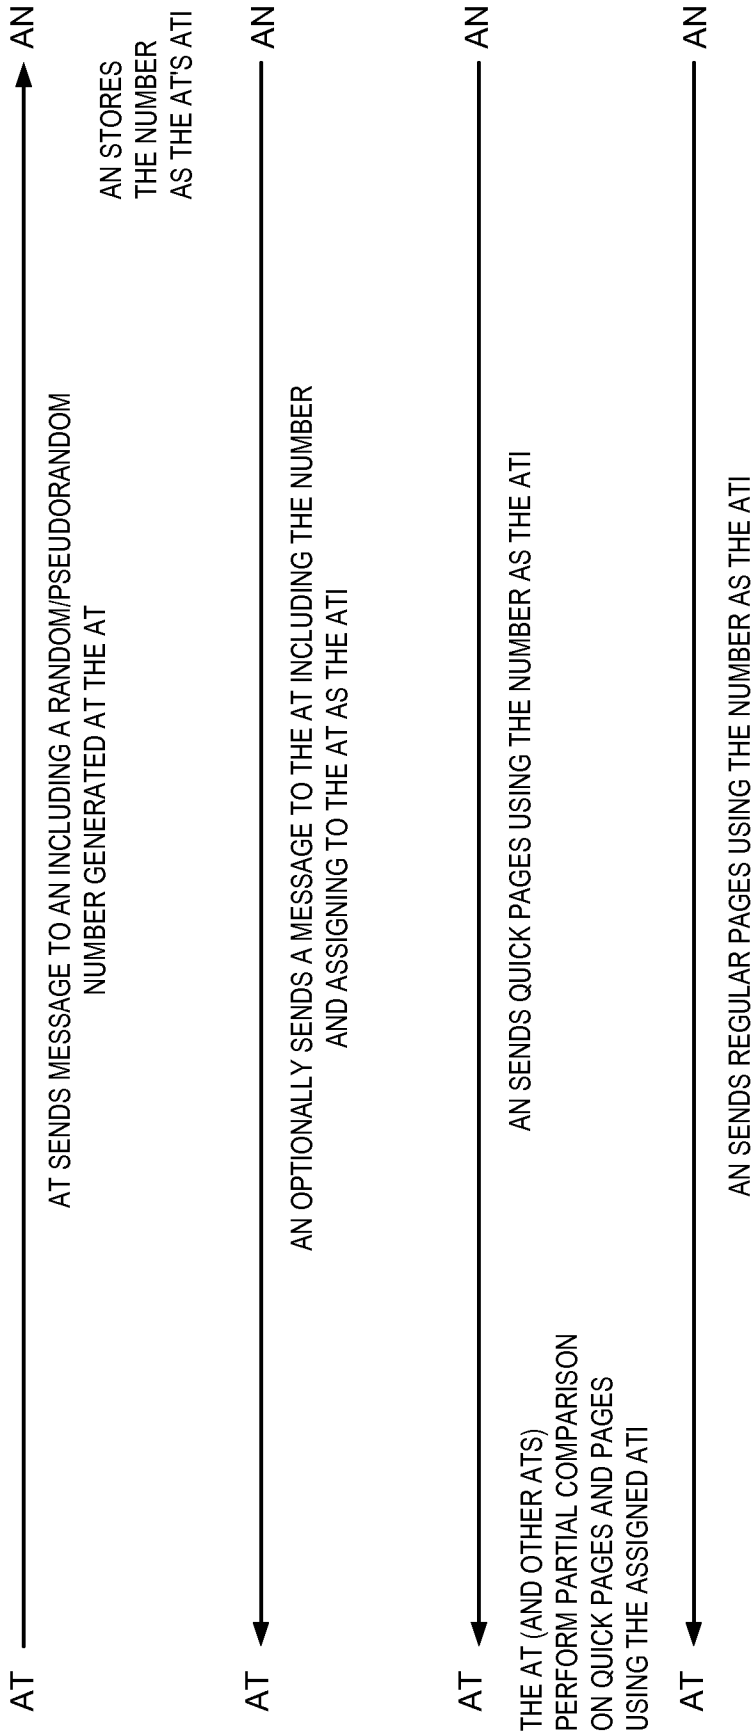 AT
AN
AT SENDS MESSAGE TO AN INCLUDING A RANDOM/PSEUDORANDOM
NUMBER GENERATED AT THE AT
AN STORES
THE NUMBER
AS THE AT'S ATI
AT
AN
AN OPTIONALLY SENDS A MESSAGE TO THE AT INCLUDING THE NUMBER
AND ASSIGNING TO THE AT AS THE ATI
AT
AN
AN SENDS QUICK PAGES USING THE NUMBER AS THE ATI
THE AT (AND OTHER ATS)
PERFORM PARTIAL COMPARISON
ON QUICK PAGES AND PAGES
USING THE ASSIGNED ATI
AT
AN
AN SENDS REGULAR PAGES USING THE NUMBER AS THE ATI